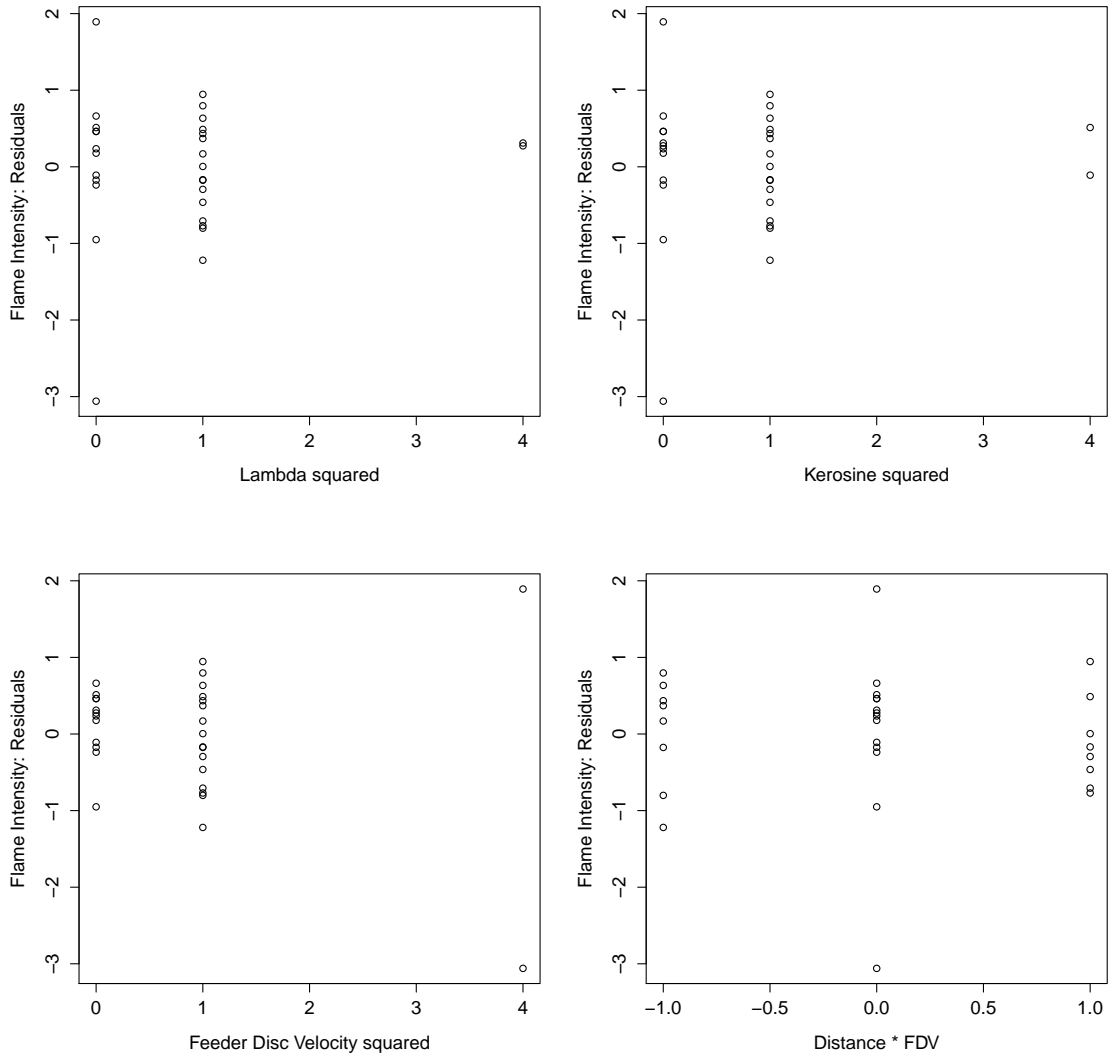 2
1
0
−1
−2
−3
Flame Intensity: Residuals
0 1 2 3 4
Lambda squared
2
1
0
−1
−2
−3
Flame Intensity: Residuals
0 1 2 3 4
Kerosine squared
2
1
0
−1
−2
−3
Flame Intensity: Residuals
0 1 2 3 4
Feeder Disc Velocity squared
2
1
0
−1
−2
−3
Flame Intensity: Residuals
−1.0 −0.5 0.0 0.5 1.0
Distance * FDV